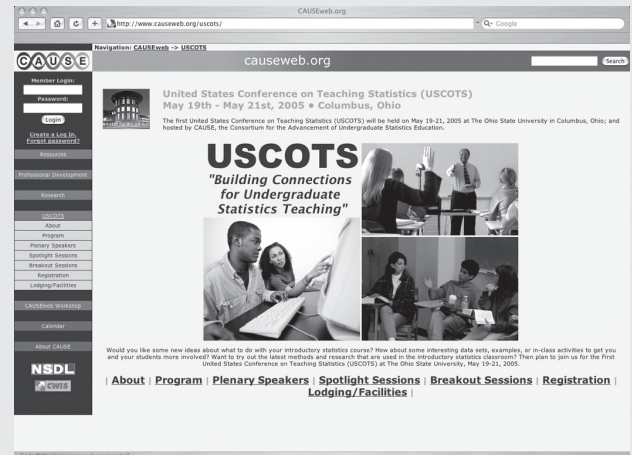 CAUSEweb.org
http://www.causeweb.org/uscots/
Google
Navigation: CAUSEweb -> USCOTS
CAUSE
causeweb.org
Search
Member Login:
Password:
Login
Create a Log In.
Forgot password?
Resources
Professional Development
Research
USCOTS
About
Program
Plenary Speakers
Spotlight Sessions
Breakout Sessions
Registration
Lodging/Facilities
CAUSEweb Workshop
Calendar
About CAUSE
NSDL
CWIS
United States Conference on Teaching Statistics (USCOTS)
May 19th - May 21st, 2005 • Columbus, Ohio
The first United States Conference on Teaching Statistics (USCOTS) will be held on May 19-21, 2005 at The Ohio State University in Columbus, Ohio; and
hosted by CAUSE, the Consortium for the Advancement of Undergraduate Statistics Education.
USCOTS
"Building Connections
for Undergraduate
Statistics Teaching"
Would you like some new ideas about what to do with your introductory statistics course? How about some interesting data sets, examples, or in-class activities to get you
and your students more involved? Want to try out the latest methods and research that are used in the introductory statistics classroom? Then plan to join us for the First
United States Conference on Teaching Statistics (USCOTS) at The Ohio State University, May 19-21, 2005.
| About | Program | Plenary Speakers | Spotlight Sessions | Breakout Sessions | Registration |
Lodging/Facilities |